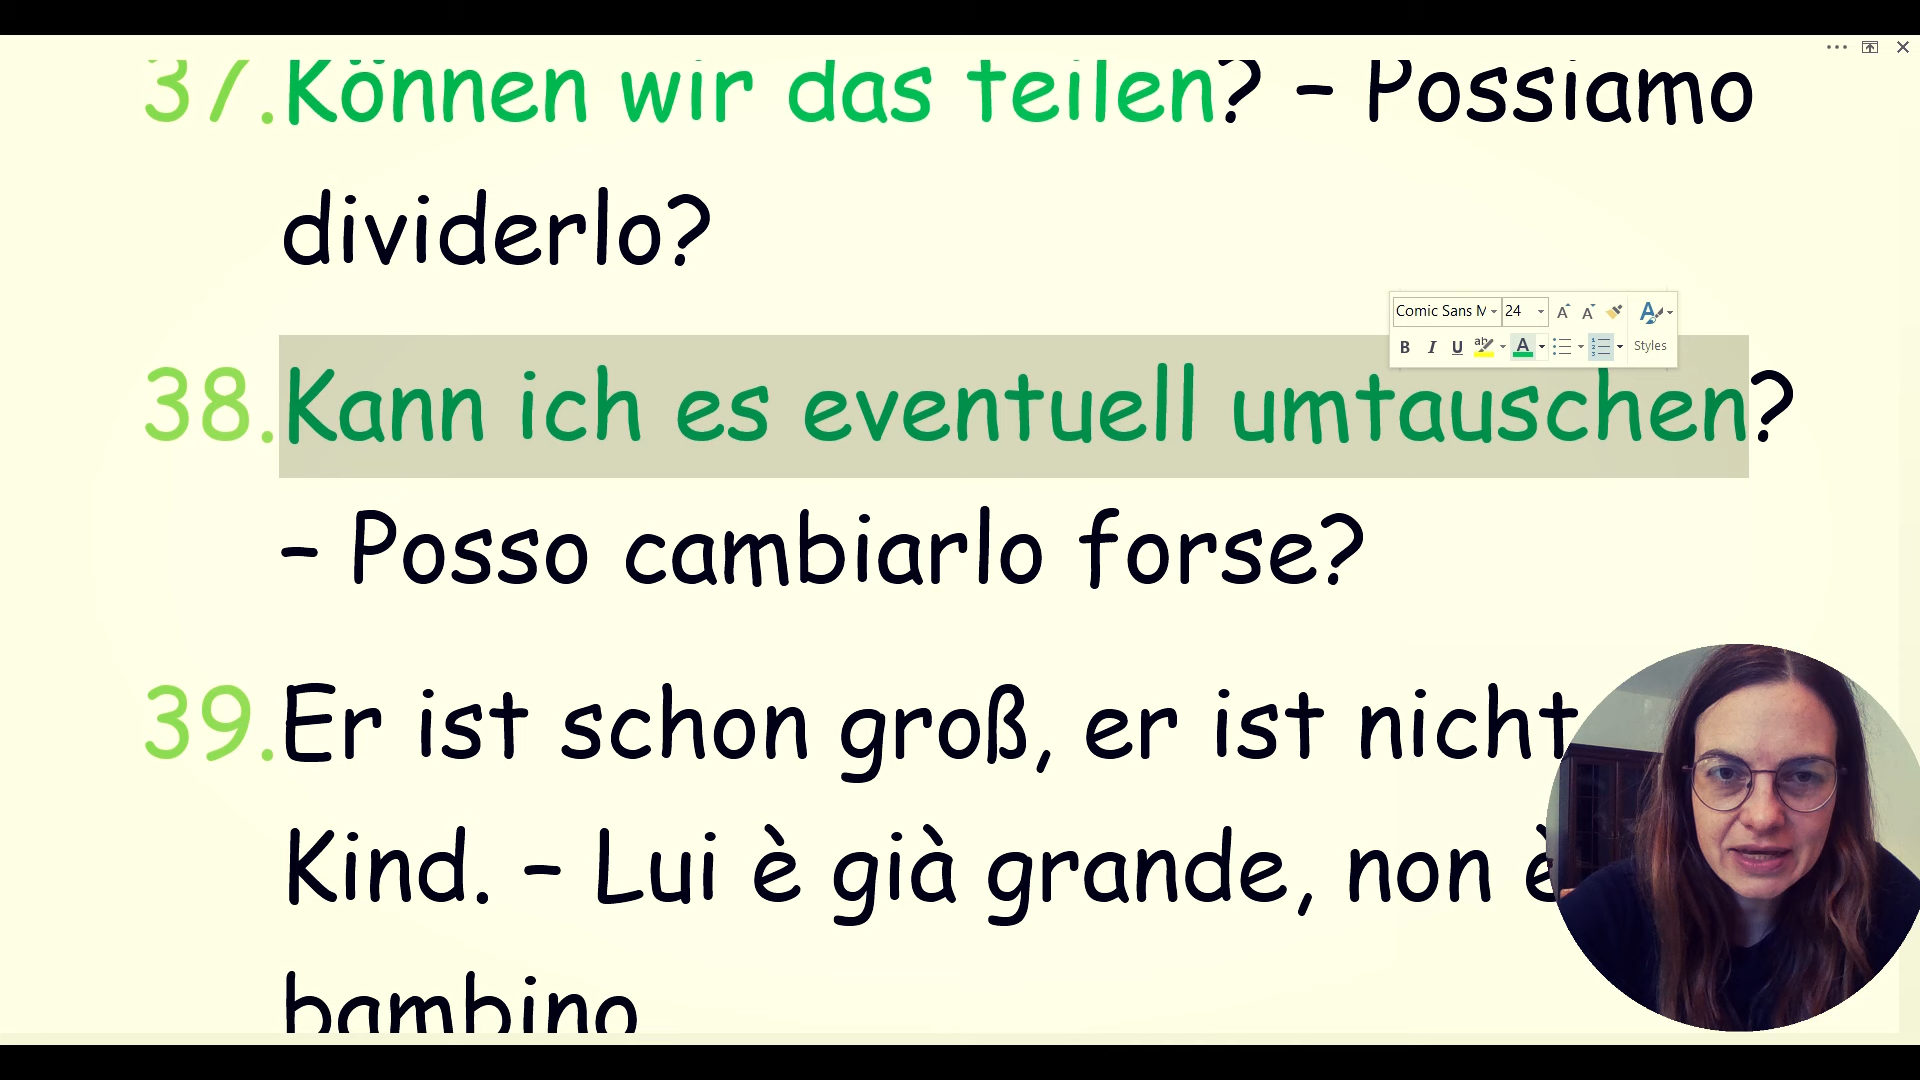 37. Können wir das teilen? – Possiamo
dividerlo?
Comic Sans M 24
B I U Styles
38. Kann ich es eventuell umtauschen?
– Posso cambiarlo forse?
39. Er ist schon groß, er ist nicht
Kind. – Lui è già grande, non è
bambino